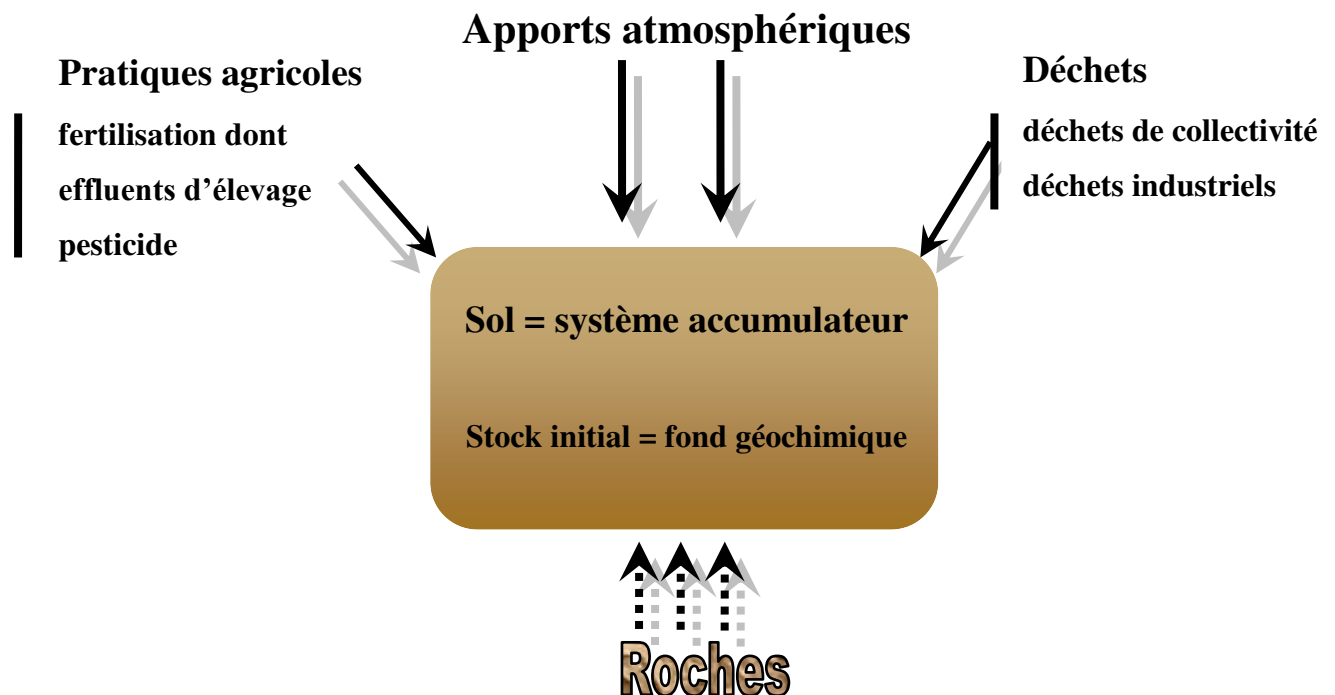 Apports atmosphériques
Pratiques agricoles
fertilisation dont
effluents d'élevage
pesticide
Déchets
déchets de collectivité
déchets industriels
Sol = système accumulateur
Stock initial = fond géochimique
Roches